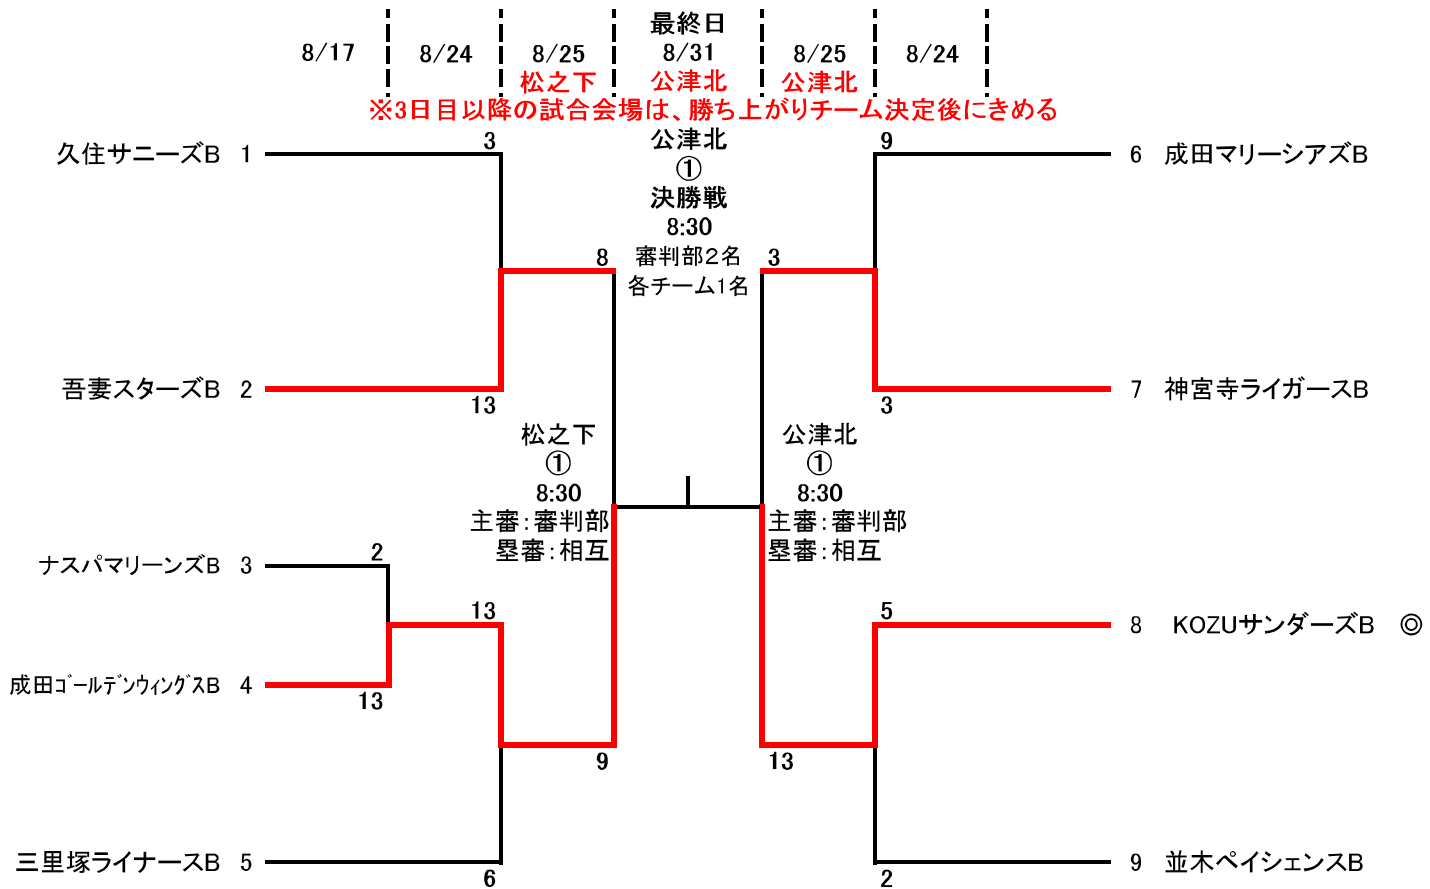 最終日
8/17 8/24 8/25 8/31 8/25 8/24
松之下 公津北 公津北
※3日目以降の試合会場は、勝ち上がりチーム決定後にきめる
公津北
①
決勝戦
8:30
審判部2名
各チーム1名
久住サニーズB 1 3
9 6 成田マリーシアズB
8 3
吾妻スターズB 2 13
3 7 神宮寺ライガースB
松之下
①
8:30
主審:審判部
塁審:相互
公津北
①
8:30
主審:審判部
塁審:相互
ナスパマリーンズB 3 2
13 5
8 KOZUサンダーズB ◎
成田ゴールデンウィングスB 4 13
9 13
三里塚ライナースB 5 6
2 9 並木ペイシェンスB